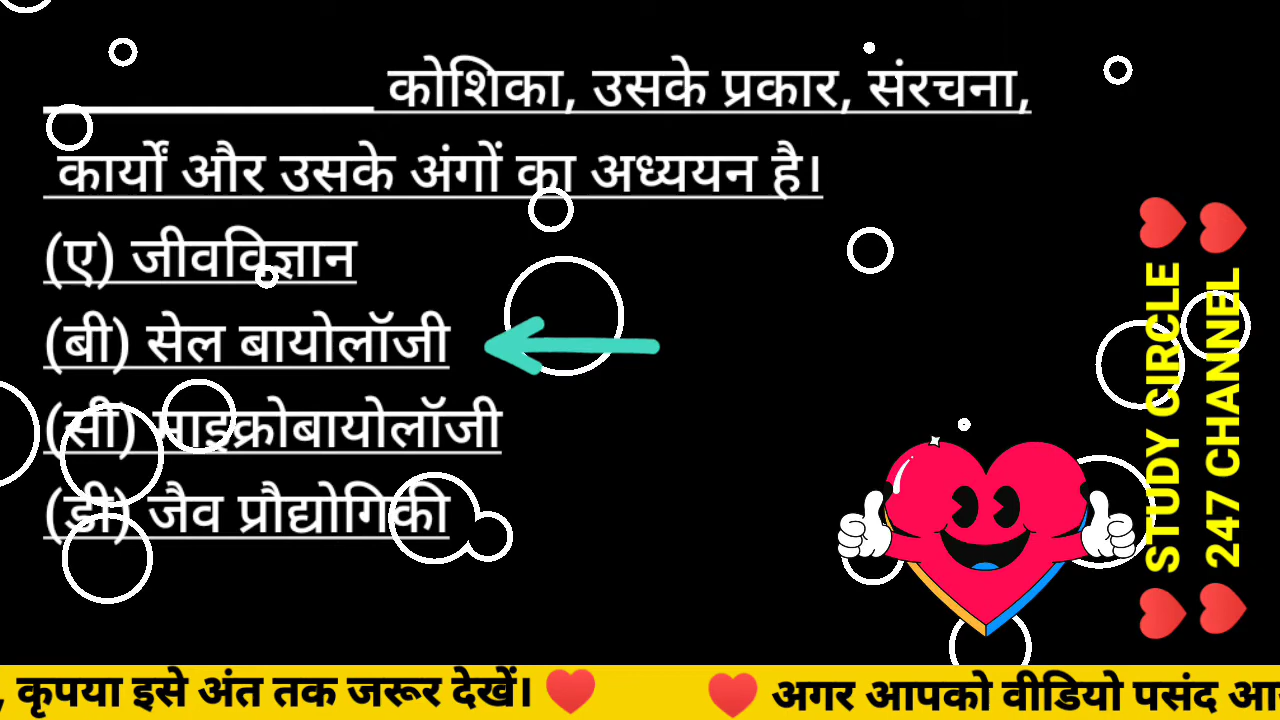 ____________ कोशिका, उसके प्रकार, संरचना,
कार्यों और उसके अंगों का अध्ययन है।
(ए) जीवविज्ञान
(बी) सेल बायोलॉजी
(सी) माइक्रोबायोलॉजी
(डी) जैव प्रौद्योगिकी
STUDY CIRCLE
247 CHANNEL
, कृपया इसे अंत तक जरूर देखें। ❤️ ❤️ अगर आपको वीडियो पसंद